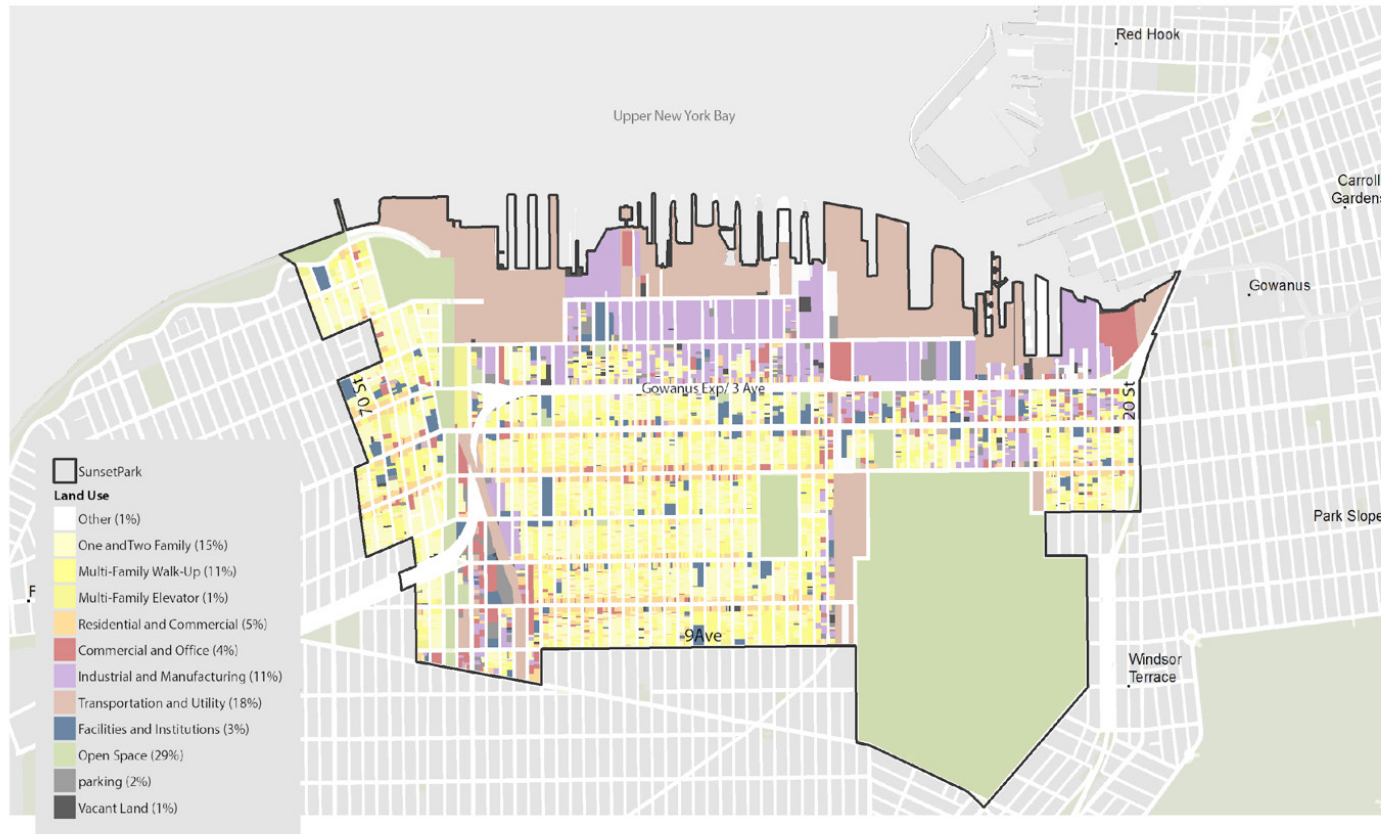 Red Hook
Upper New York Bay
Carroll
Gardens
Gowanus
Gowanus Exp/ 3 Ave
70 St
20 St
SunsetPark
Land Use
Other (1%)
One andTwo Family (15%)
Multi-Family Walk-Up (11%)
Multi-Family Elevator (1%)
Residential and Commercial (5%)
Commercial and Office (4%)
Industrial and Manufacturing (11%)
Transportation and Utility (18%)
Facilities and Institutions (3%)
Open Space (29%)
parking (2%)
Vacant Land (1%)
Park Slope
F
9Ave
Windsor
Terrace